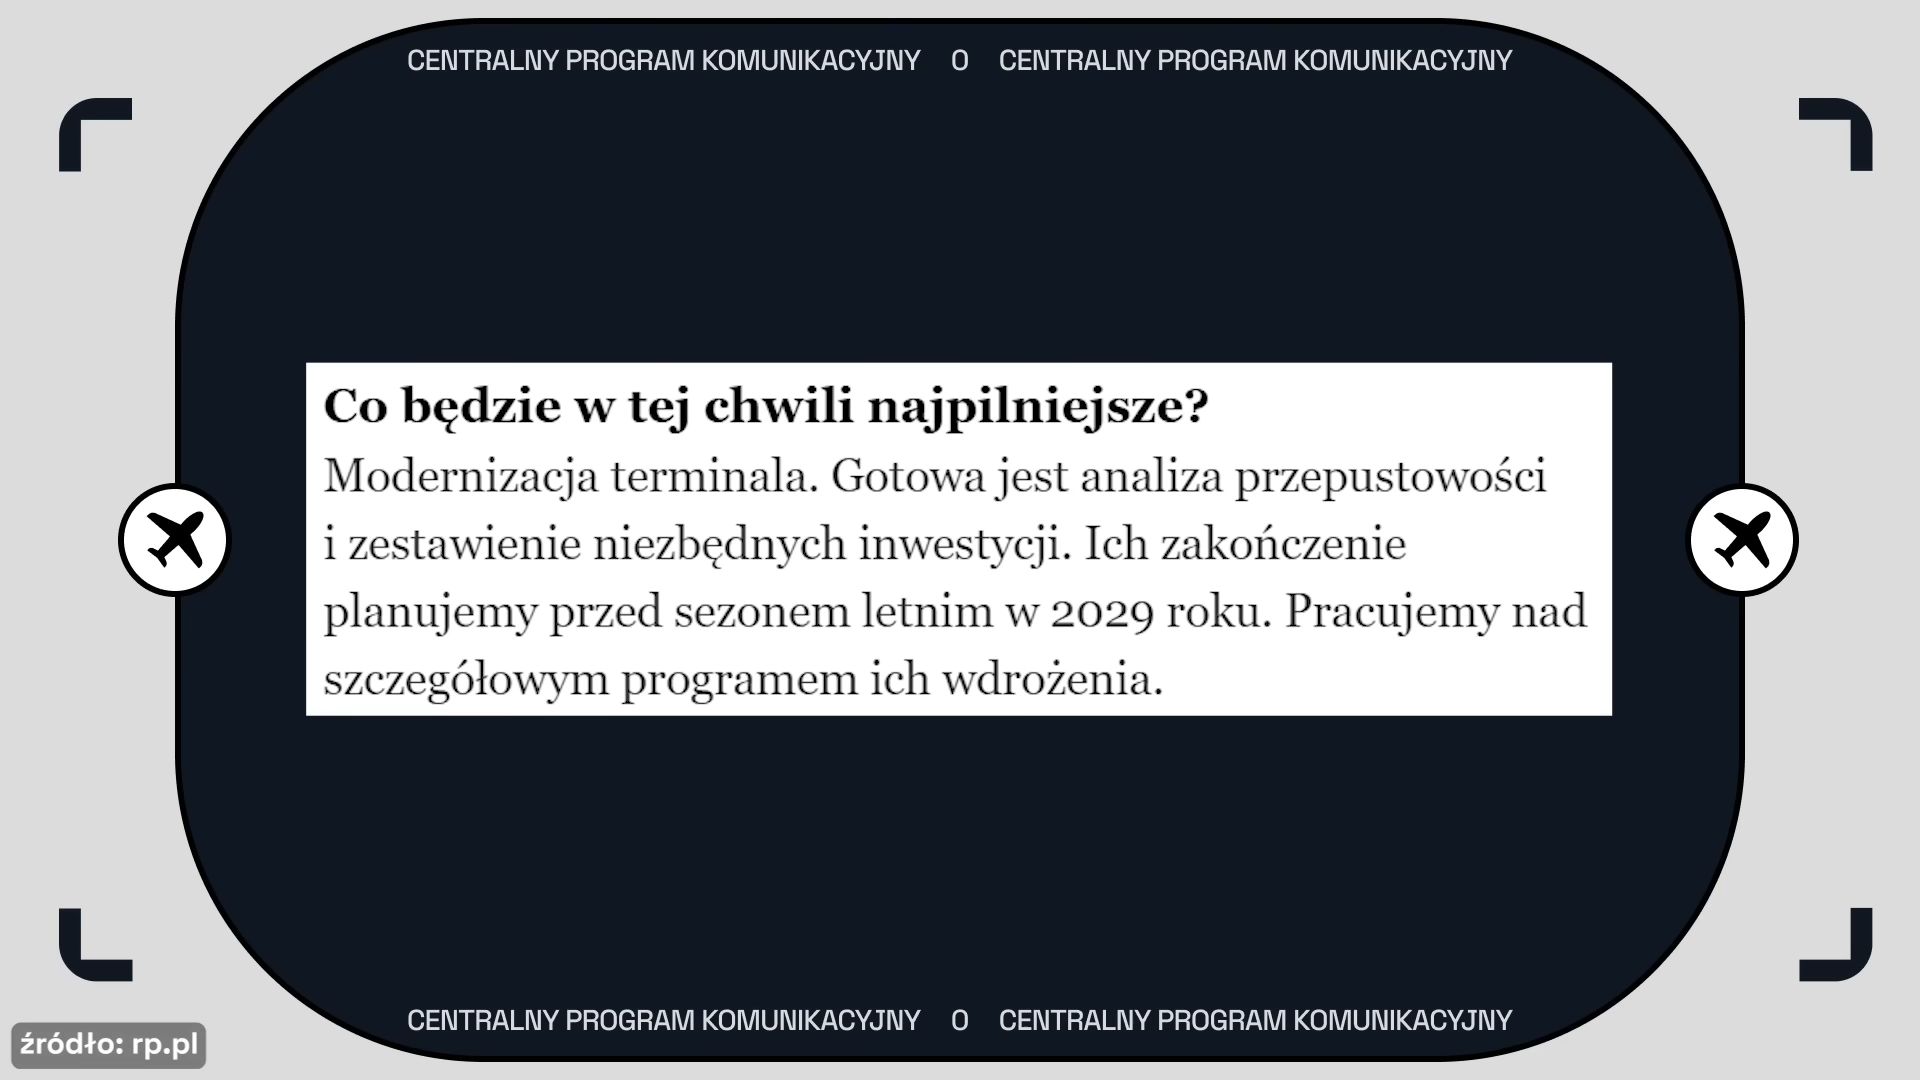 CENTRALNY PROGRAM KOMUNIKACYJNY O CENTRALNY PROGRAM KOMUNIKACYJNY
Co będzie w tej chwili najpilniejsze?
Modernizacja terminala. Gotowa jest analiza przepustowości
i zestawienie niezbędnych inwestycji. Ich zakończenie
planujemy przed sezonem letnim w 2029 roku. Pracujemy nad
szczegółowym programem ich wdrożenia.
CENTRALNY PROGRAM KOMUNIKACYJNY O CENTRALNY PROGRAM KOMUNIKACYJNY
źródło: rp.pl